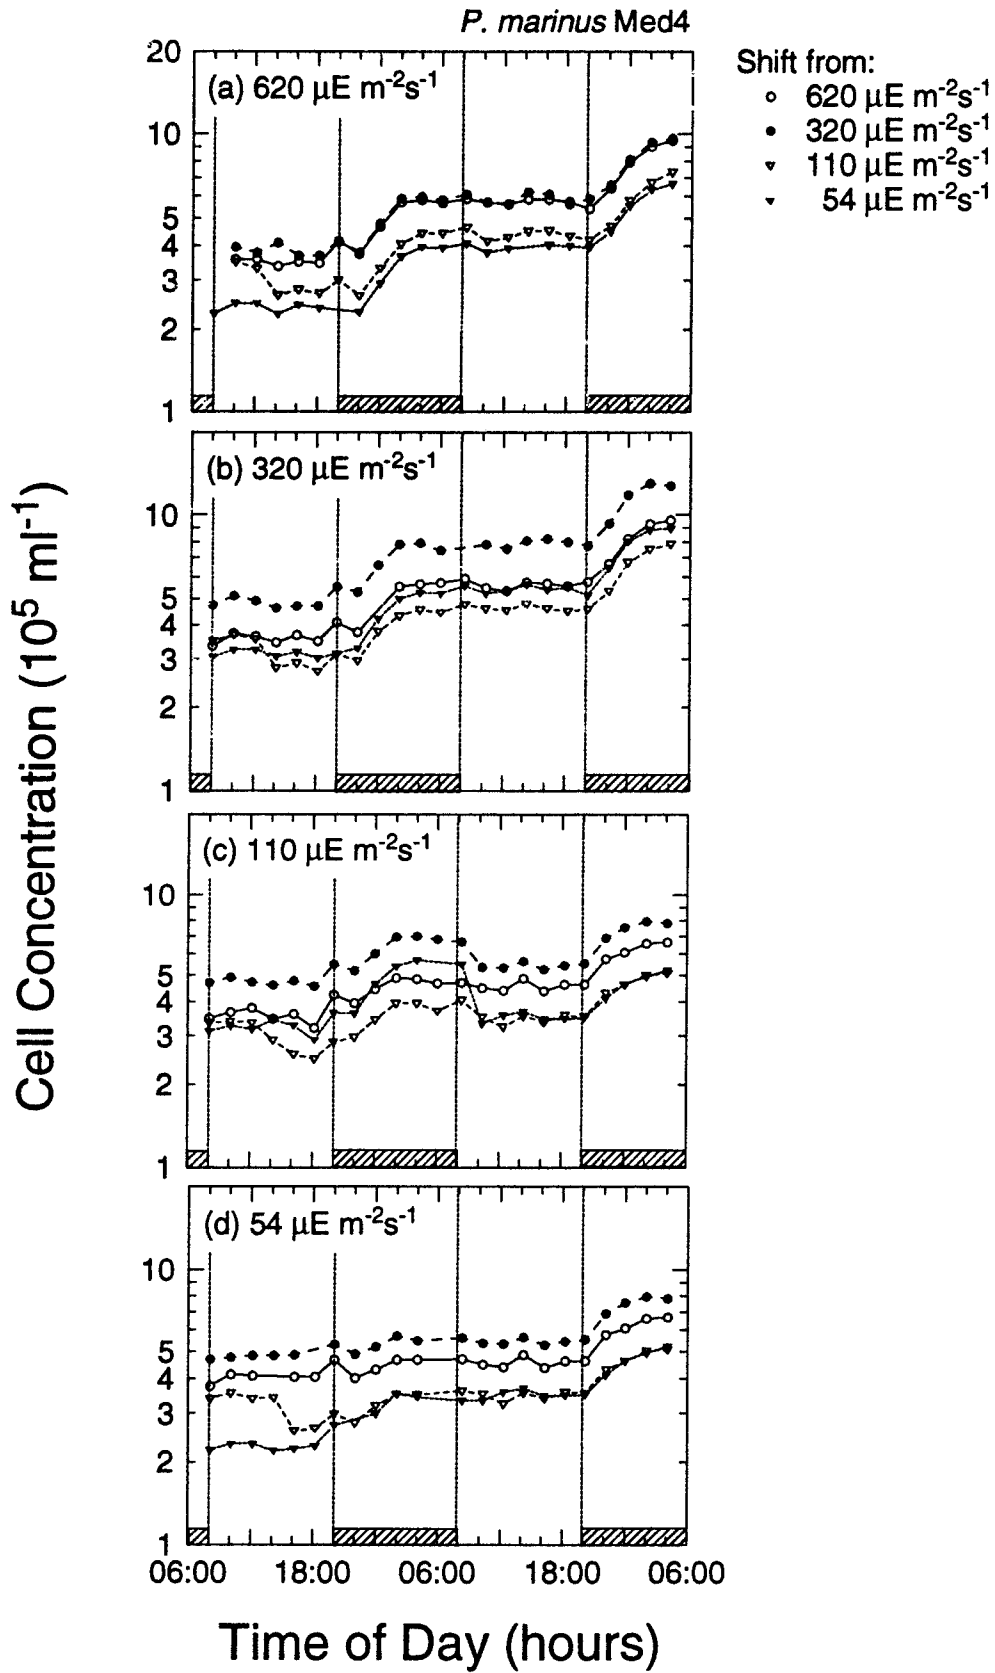 P. marinus Med4
Shift from:
620 µE m⁻²s⁻¹
320 µE m⁻²s⁻¹
110 µE m⁻²s⁻¹
54 µE m⁻²s⁻¹
Cell Concentration (10⁵ ml⁻¹)
(a) 620 µE m⁻²s⁻¹
20
10
5
4
3
2
1
(b) 320 µE m⁻²s⁻¹
10
5
4
3
2
1
(c) 110 µE m⁻²s⁻¹
10
5
4
3
2
1
(d) 54 µE m⁻²s⁻¹
10
5
4
3
2
1
06:00 18:00 06:00 18:00 06:00
Time of Day (hours)